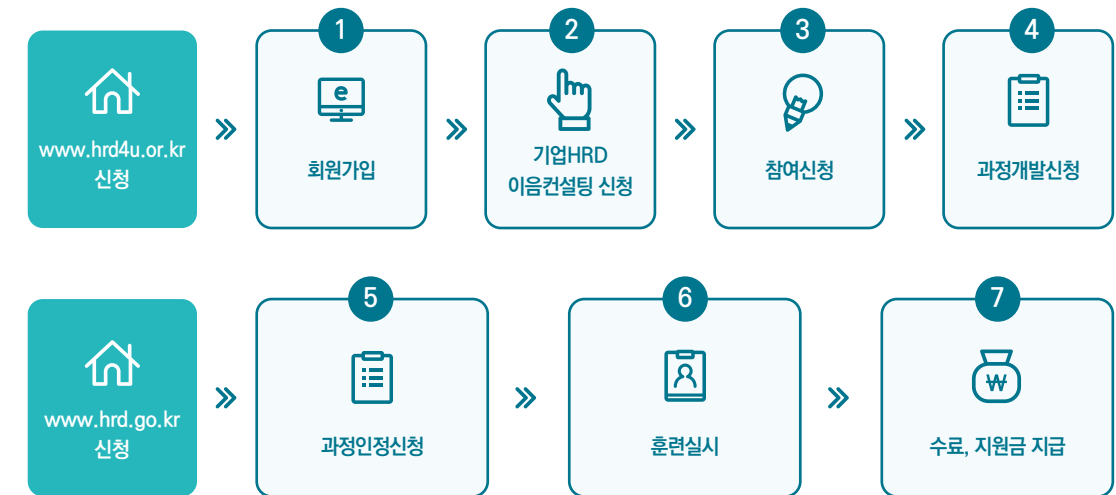 www.hrd4u.or.kr
신청
1
e
회원가입
2
기업HRD
이음컨설팅 신청
3
참여신청
4
과정개발신청
www.hrd.go.kr
신청
5
과정인정신청
6
훈련실시
7
₩
수료, 지원금 지급